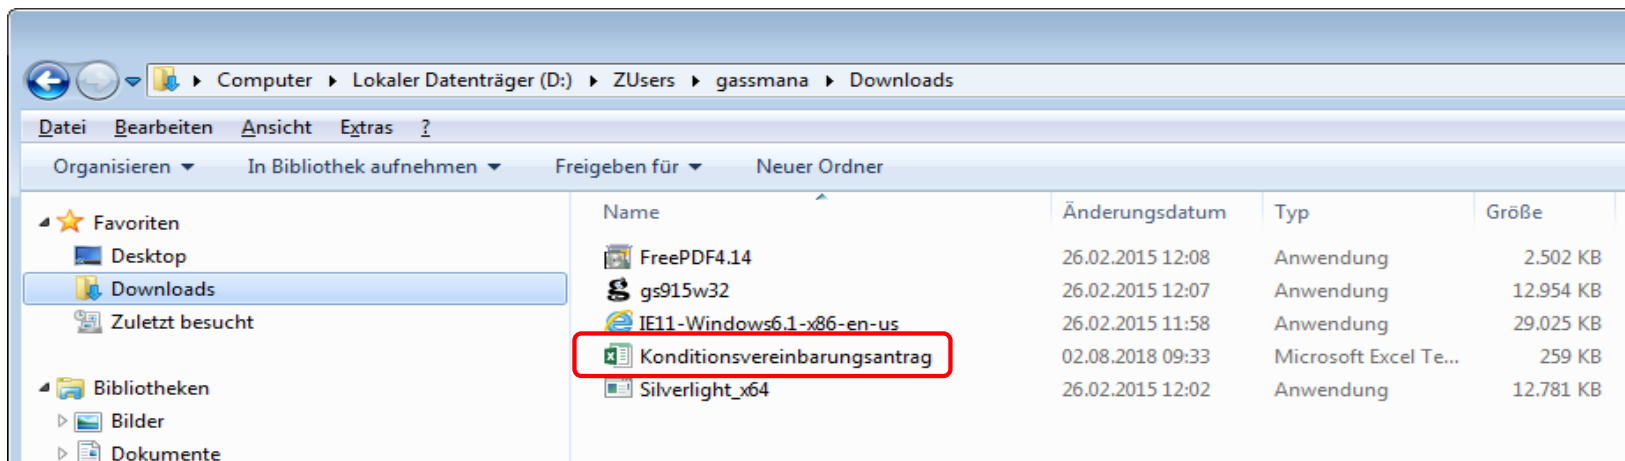 Computer Lokaler Datenträger (D:) ZUsers gassmana Downloads
Datei Bearbeiten Ansicht Extras ?
Organisieren In Bibliothek aufnehmen Freigeben für Neuer Ordner
Favoriten
Desktop
Downloads
Zuletzt besucht
Bibliotheken
Bilder
Dokumente
Name Änderungsdatum Typ Größe
FreePDF4.14 26.02.2015 12:08 Anwendung 2.502 KB
gs915w32 26.02.2015 12:07 Anwendung 12.954 KB
IE11-Windows6.1-x86-en-us 26.02.2015 11:58 Anwendung 29.025 KB
Konditionsvereinbarungsantrag 02.08.2018 09:33 Microsoft Excel Te... 259 KB
Silverlight_x64 26.02.2015 12:02 Anwendung 12.781 KB